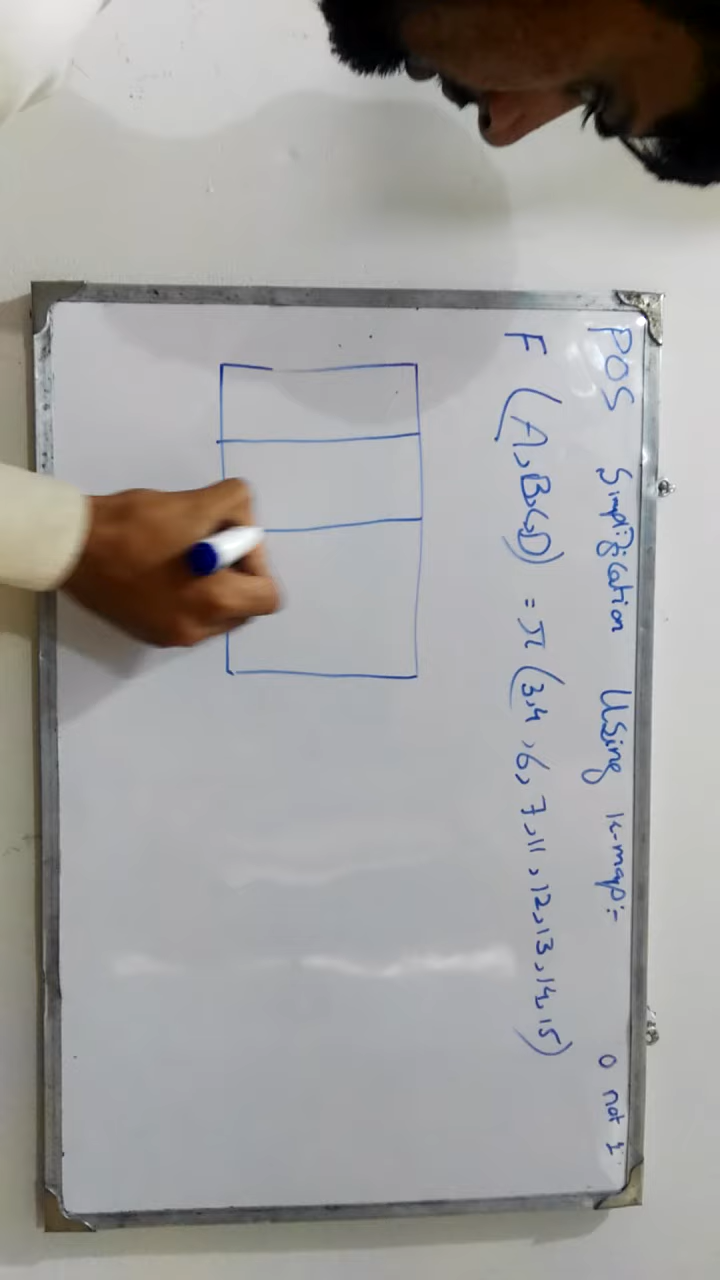 POS Simplification Using K-map:-
0 not 1
F (A,B,C,D) = π (3,4,6,7,11,12,13,14,15)